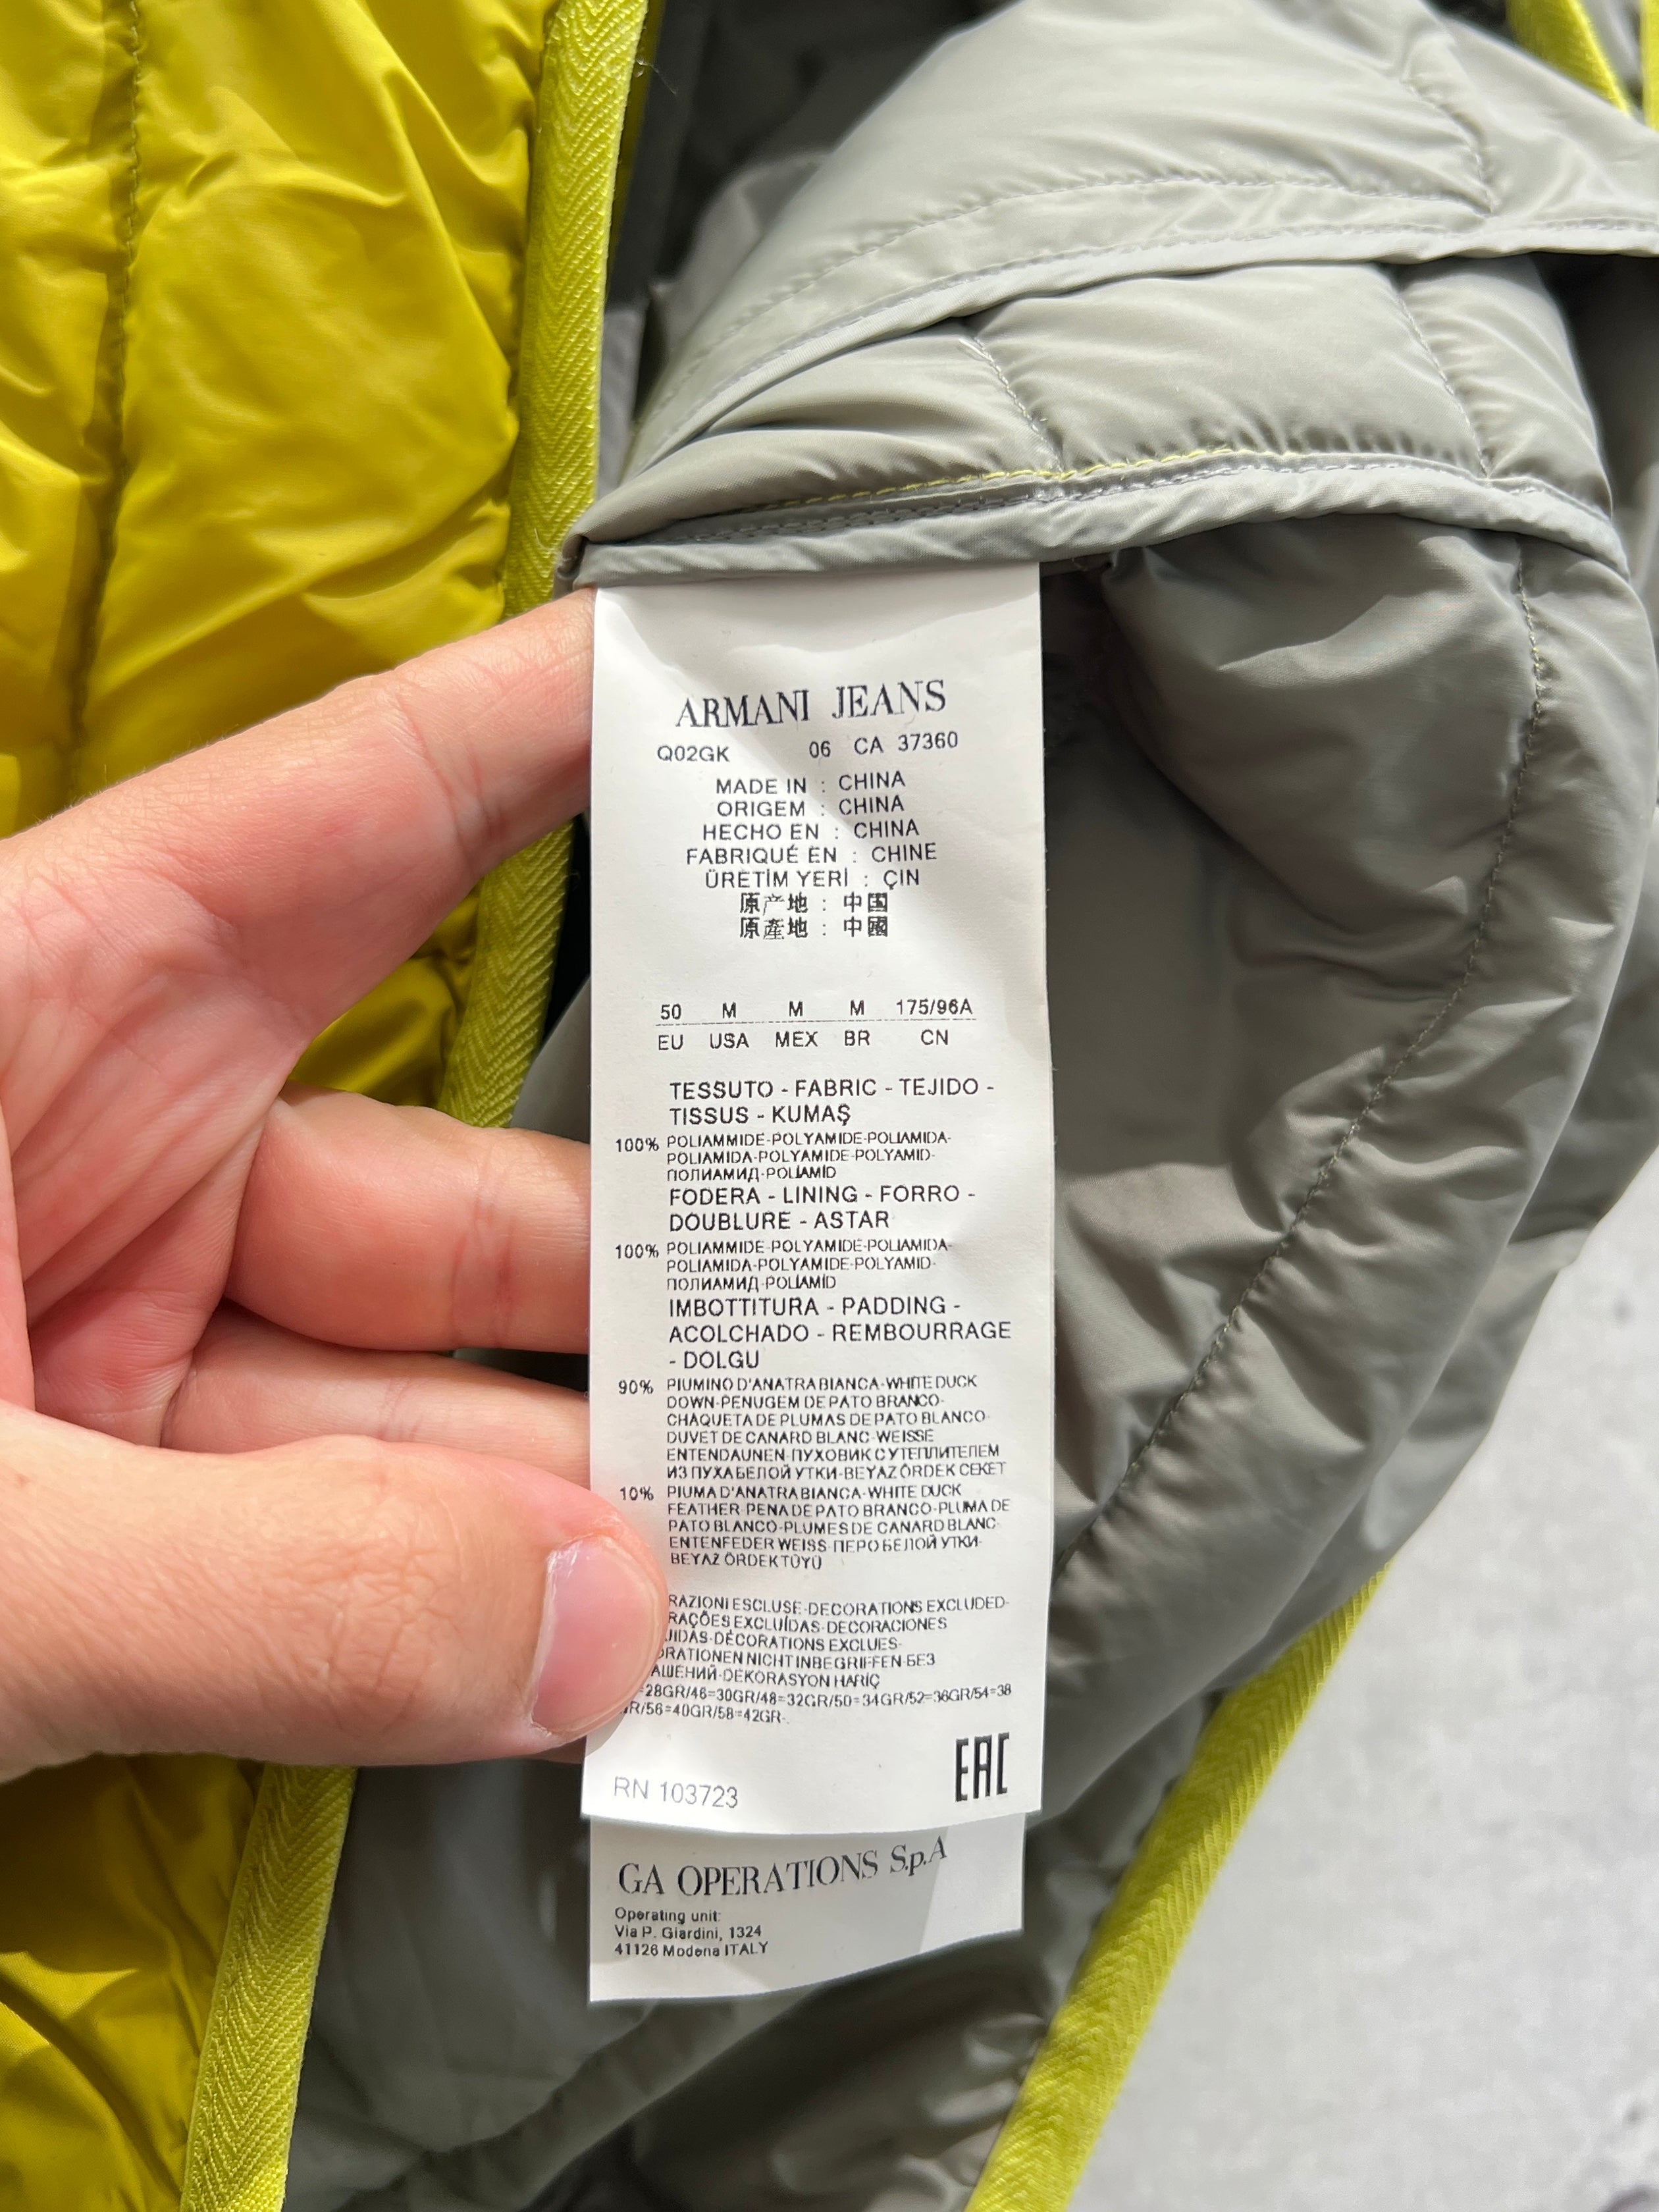 ARMANI JEANS
Q02GK 06 CA 37360
MADE IN : CHINA
ORIGEM : CHINA
HECHO EN : CHINA
FABRIQUÉ EN : CHINE
ÜRETİM YERİ : ÇIN
原产地 : 中国
原產地 : 中國
50 M M M 175/96A
EU USA MEX BR CN
TESSUTO - FABRIC - TEJIDO -
TISSUS - KUMAŞ
100% POLIAMMIDE-POLYAMIDE-POLIAMIDA-
POLIAMIDA-POLYAMIDE-POLYAMID-
ПОЛИАМИД-POLIAMİD
FODERA - LINING - FORRO -
DOUBLURE - ASTAR
100% POLIAMMIDE-POLYAMIDE-POLIAMIDA-
POLIAMIDA-POLYAMIDE-POLYAMID-
ПОЛИАМИД-POLIAMİD
IMBOTTITURA - PADDING -
ACOLCHADO - REMBOURRAGE
- DOLGU
90% PIUMINO D'ANATRA BIANCA-WHITE DUCK
DOWN-PENUGEM DE PATO BRANCO-
CHAQUETA DE PLUMAS DE PATO BLANCO-
DUVET DE CANARD BLANC-WEISSE
ENTENDAUNEN-ПУХОВИК С УТЕПЛИТЕЛЕМ
ИЗ ПУХА БЕЛОЙ УТКИ-BEYAZ ÖRDEK CEKET
10% PIUMA D'ANATRA BIANCA-WHITE DUCK
FEATHER-PENA DE PATO BRANCO-PLUMA DE
PATO BLANCO-PLUMES DE CANARD BLANC-
ENTENFEDER WEISS-ПЕРО БЕЛОЙ УТКИ-
BEYAZ ÖRDEK TÜYÜ
RAZIONI ESCLUSE-DECORATIONS EXCLUDED-
RAÇÕES EXCLUÍDAS-DECORACIONES
UIDAS-DÉCORATIONS EXCLUES-
ORATIONEN NICHT INBEGRIFFEN-БЕЗ
АШЕНИЙ-DEKORASYON HARİÇ
=28GR/46=30GR/48=32GR/50=34GR/52=36GR/54=38
GR/56=40GR/58=42GR-.
RN 103723 EAC
GA OPERATIONS S.p.A
Operating unit:
Via P. Giardini, 1324
41126 Modena ITALY